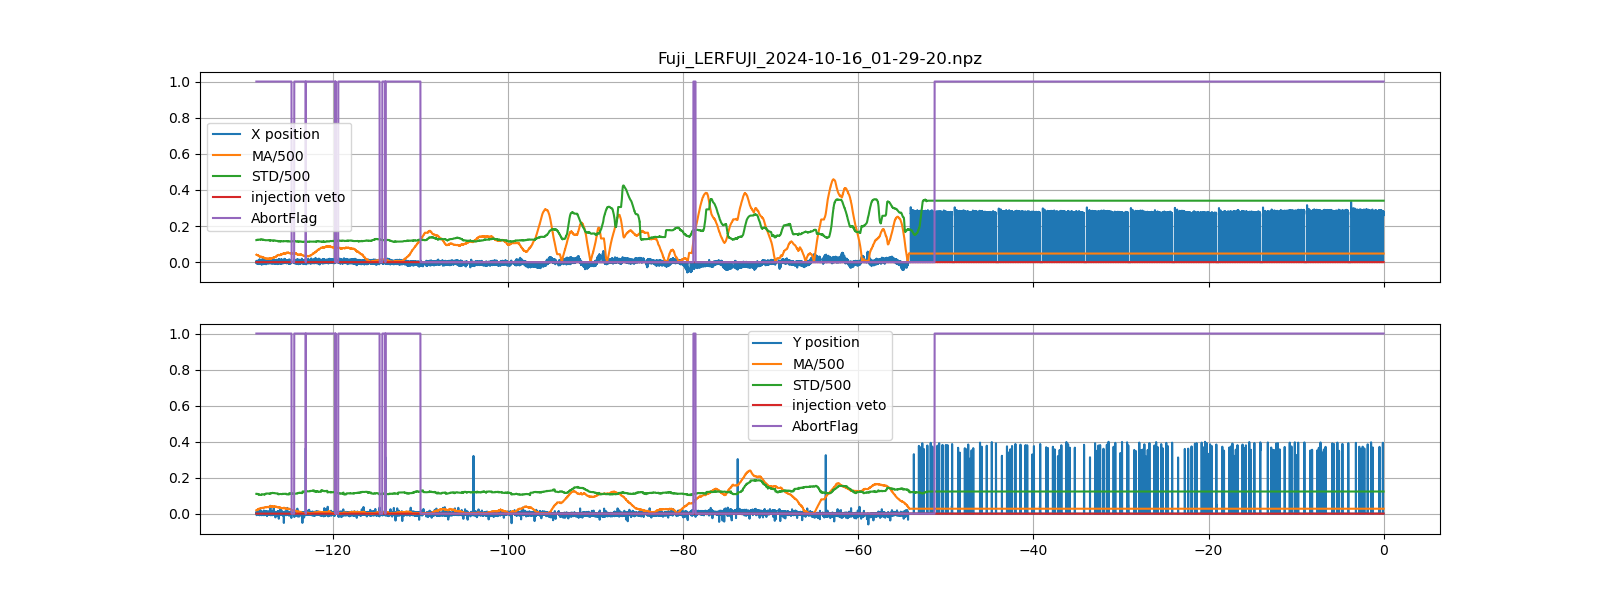 Fuji_LERFUJI_2024-10-16_01-29-20.npz
1.0
0.8
0.6
0.4
0.2
0.0
X position
MA/500
STD/500
injection veto
AbortFlag
1.0
0.8
0.6
0.4
0.2
0.0
Y position
MA/500
STD/500
injection veto
AbortFlag
−120
−100
−80
−60
−40
−20
0